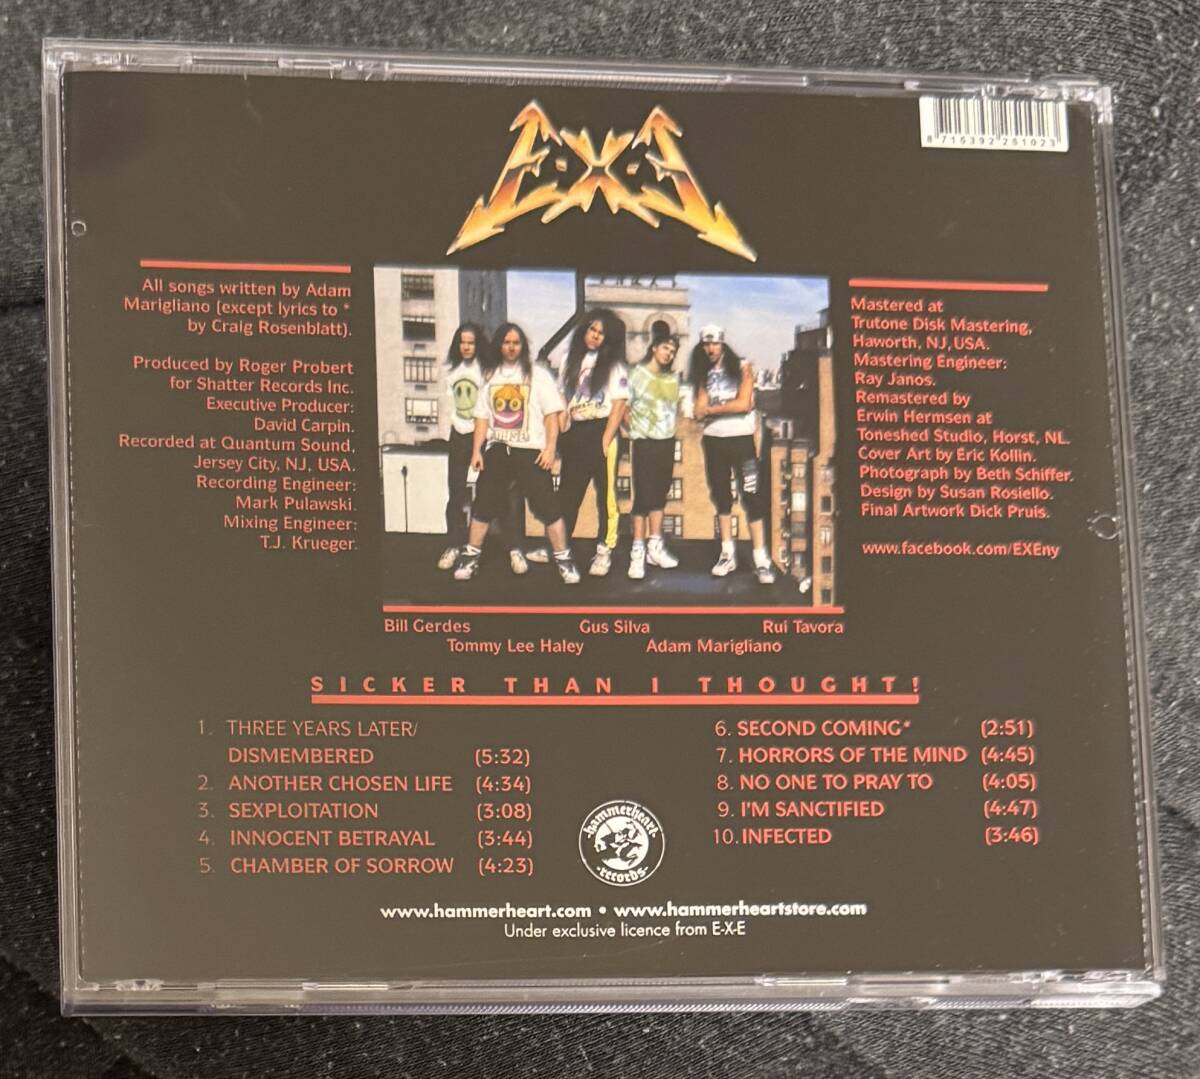 E·X·E
8 715392 251023
All songs written by Adam
Marigliano (except lyrics to *
by Craig Rosenblatt).
Produced by Roger Probert
for Shatter Records Inc.
Executive Producer:
David Carpin.
Recorded at Quantum Sound,
Jersey City, NJ, USA.
Recording Engineer:
Mark Pulawski.
Mixing Engineer:
T.J. Krueger.
Mastered at
Trutone Disk Mastering,
Haworth, NJ, USA.
Mastering Engineer:
Ray Janos.
Remastered by
Erwin Hermsen at
Toneshed Studio, Horst, NL.
Cover Art by Eric Kollin.
Photograph by Beth Schiffer.
Design by Susan Rosiello.
Final Artwork Dick Pruis.
www.facebook.com/EXEny
Bill Gerdes Gus Silva Rui Tavora
Tommy Lee Haley Adam Marigliano
SICKER THAN I THOUGHT!
1. THREE YEARS LATER/
DISMEMBERED (5:32)
2. ANOTHER CHOSEN LIFE (4:34)
3. SEXPLOITATION (3:08)
4. INNOCENT BETRAYAL (3:44)
5. CHAMBER OF SORROW (4:23)
6. SECOND COMING* (2:51)
7. HORRORS OF THE MIND (4:45)
8. NO ONE TO PRAY TO (4:05)
9. I'M SANCTIFIED (4:47)
10. INFECTED (3:46)
·hammerheart·
·records·
www.hammerheart.com • www.hammerheartstore.com
Under exclusive licence from E-X-E